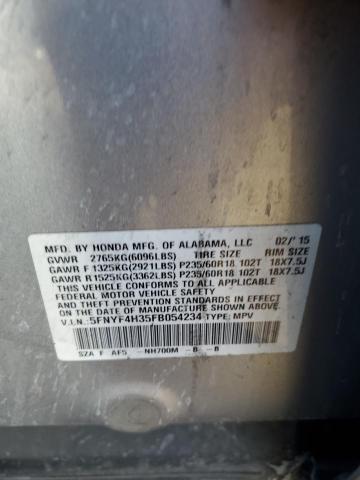 MFD. BY HONDA MFG. OF ALABAMA, LLC 02/'15
GVWR 2765KG(6096LBS) TIRE SIZE RIM SIZE
GAWR F 1325KG(2921LBS) P235/60R18 102T 18X7.5J
GAWR R 1525KG(3362LBS) P235/60R18 102T 18X7.5J
THIS VEHICLE CONFORMS TO ALL APPLICABLE
FEDERAL MOTOR VEHICLE SAFETY
AND THEFT PREVENTION STANDARDS IN EFFECT ON
THE DATE OF MANUFACTURE SHOWN ABOVE.
V.I.N.: 5FNYF4H35FB054234 TYPE: MPV
SZA F AF5 NH700M - B - B